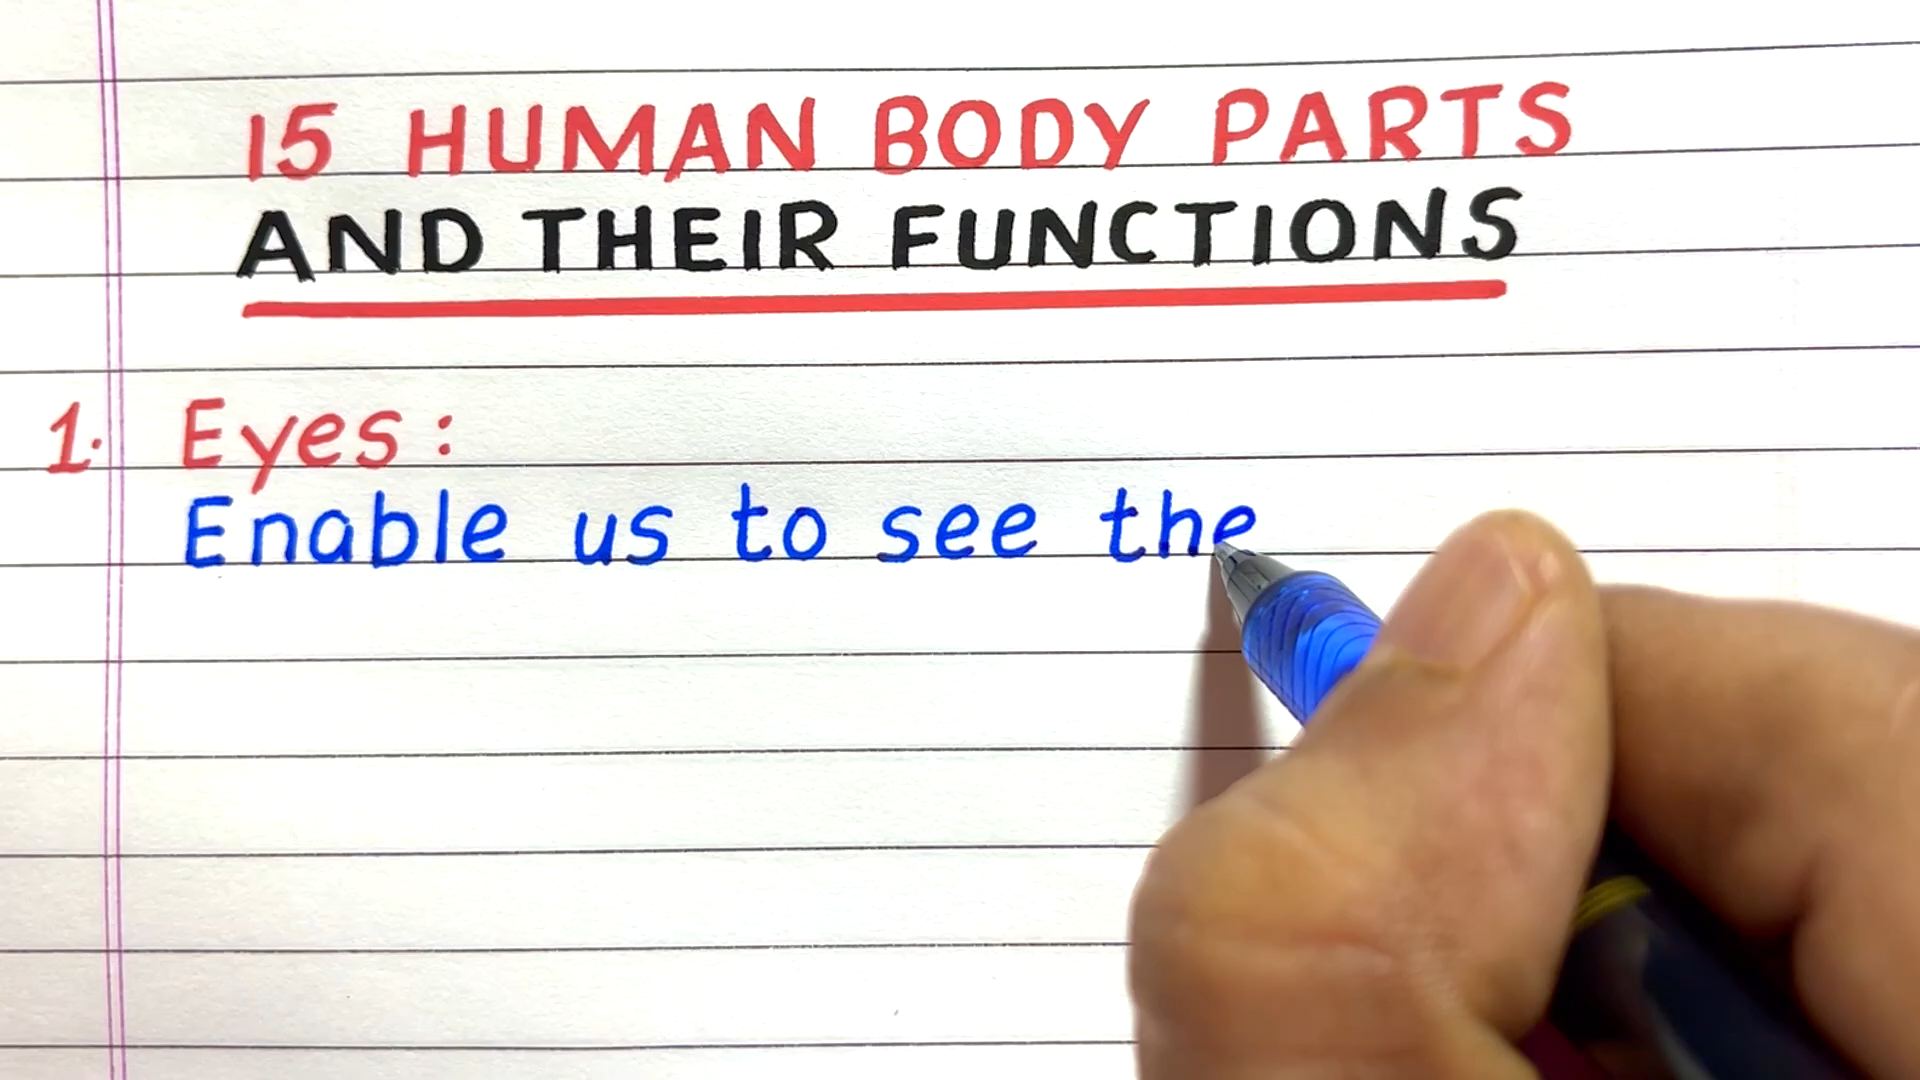 15 HUMAN BODY PARTS
AND THEIR FUNCTIONS
1. Eyes:
Enable us to see the